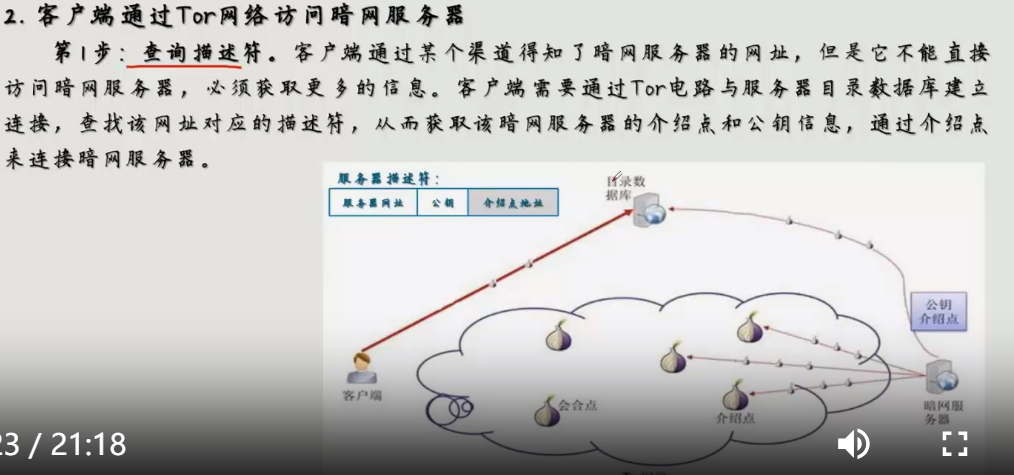 2. 客户端通过Tor网络访问暗网服务器
第1步：查询描述符。客户端通过某个渠道得知了暗网服务器的网址，但是它不能直接
访问暗网服务器，必须获取更多的信息。客户端需要通过Tor电路与服务器目录数据库建立
连接，查找该网址对应的描述符，从而获取该暗网服务器的介绍点和公钥信息，通过介绍点
来连接暗网服务器。
服务器描述符：
服务器网址 公钥 介绍点地址
目录数
据库
公钥
介绍点
客户端
会合点
介绍点
暗网服
务器
23 / 21:18